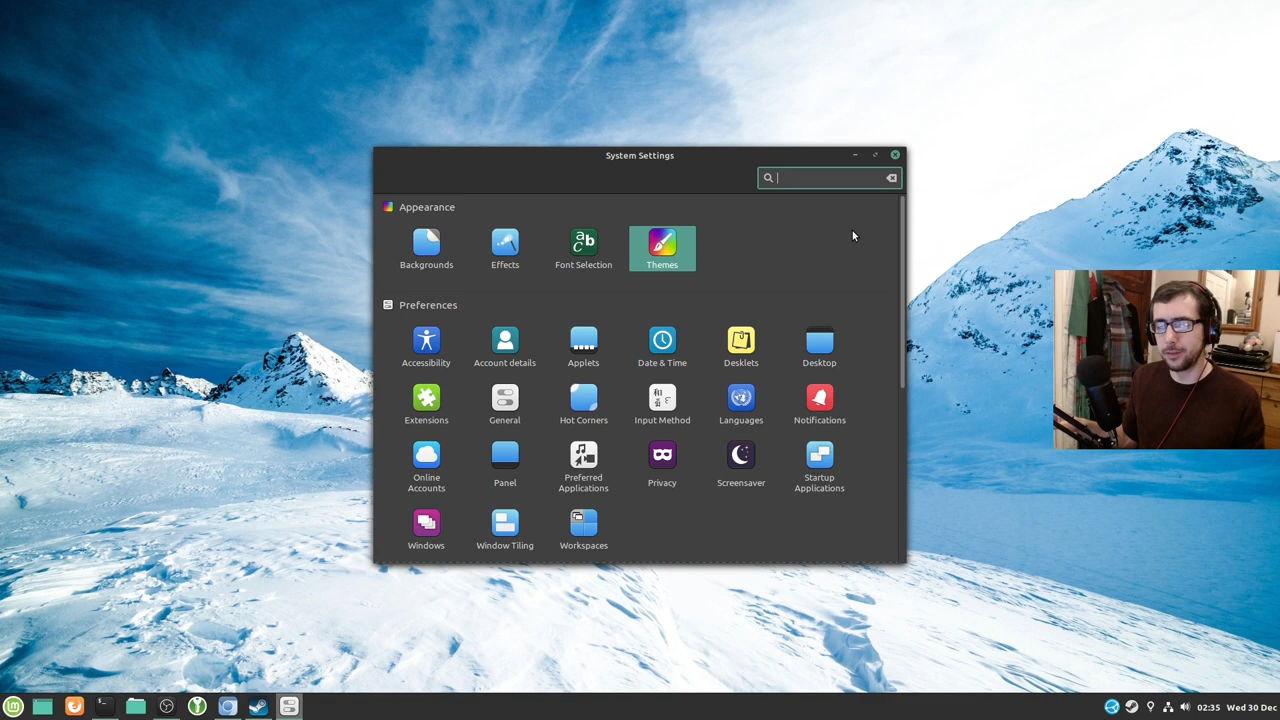 System Settings
Appearance
Backgrounds
Effects
Font Selection
Themes
Preferences
Accessibility
Account details
Applets
Date & Time
Desklets
Desktop
Extensions
General
Hot Corners
Input Method
Languages
Notifications
Online
Accounts
Panel
Preferred
Applications
Privacy
Screensaver
Startup
Applications
Windows
Window Tiling
Workspaces
02:35 Wed 30 Dec